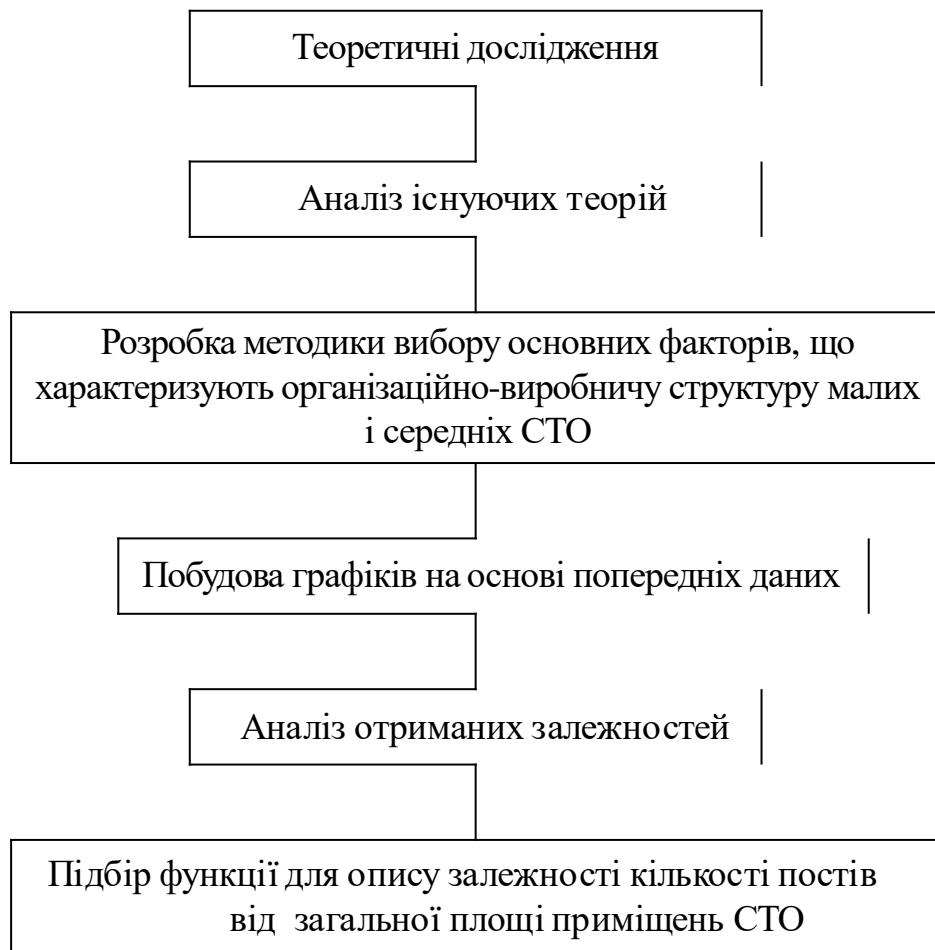 Теоретичні дослідження
Аналіз існуючих теорій
Розробка методики вибору основних факторів, що
характеризують організаційно-виробничу структуру малих
і середніх СТО
Побудова графіків на основі попередніх даних
Аналіз отриманих залежностей
Підбір функції для опису залежності кількості постів
від загальної площі приміщень СТО